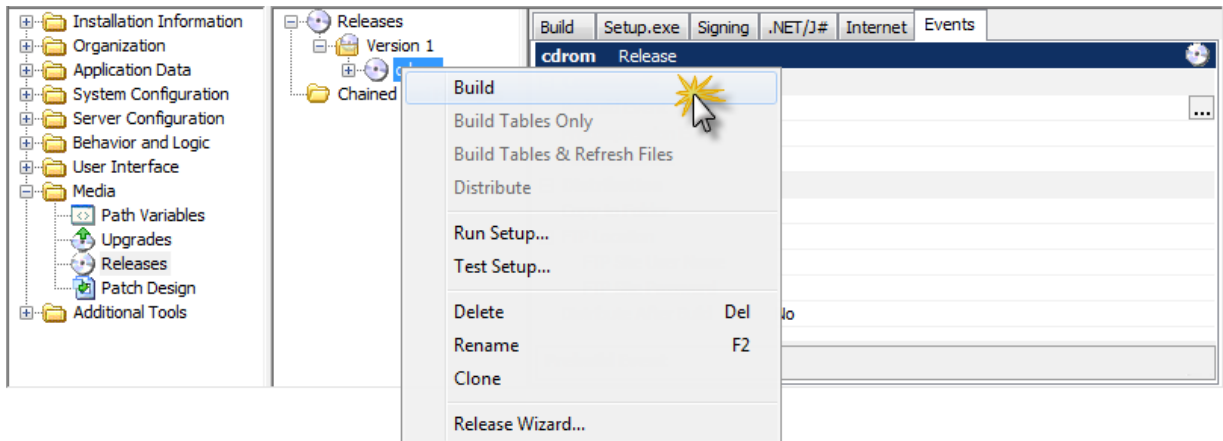 Installation Information
Organization
Application Data
System Configuration
Server Configuration
Behavior and Logic
User Interface
Media
Path Variables
Upgrades
Releases
Patch Design
Additional Tools
Releases
Version 1
Chained
Build Setup.exe Signing .NET/J# Internet Events
cdrom Release
...
Build
Build Tables Only
Build Tables & Refresh Files
Distribute
Run Setup...
Test Setup...
Delete Del
Rename F2
Clone
Release Wizard...